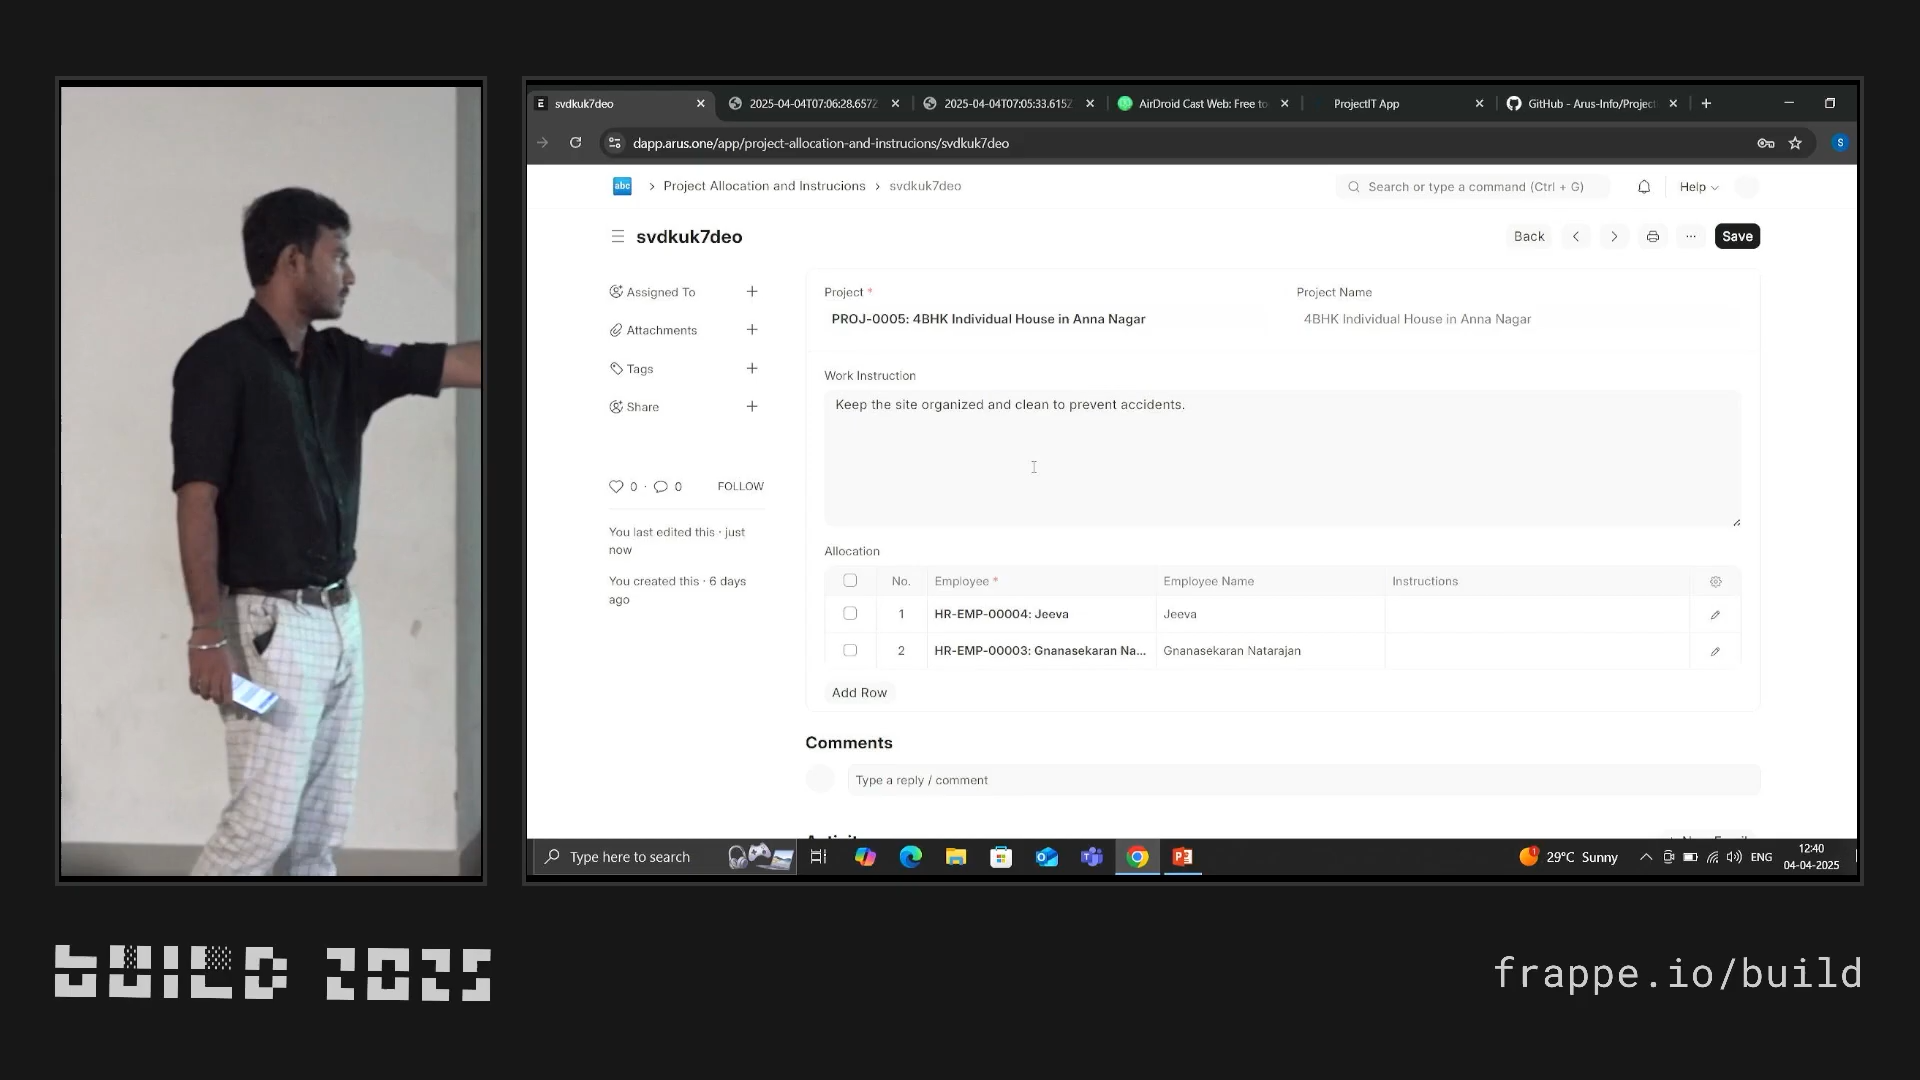 svdkuk7deo
2025-04-04T07:06:28.657Z
2025-04-04T07:05:33.615Z
AirDroid Cast Web: Free to
ProjectIT App
GitHub - Arus-Info/Project
dapp.arus.one/app/project-allocation-and-instrucions/svdkuk7deo
S
abc
Project Allocation and Instrucions
svdkuk7deo
Search or type a command (Ctrl + G)
Help
svdkuk7deo
Back
Save
Assigned To
Attachments
Tags
Share
0 · 0 FOLLOW
You last edited this · just
now
You created this · 6 days
ago
Project *
PROJ-0005: 4BHK Individual House in Anna Nagar
Project Name
4BHK Individual House in Anna Nagar
Work Instruction
Keep the site organized and clean to prevent accidents.
Allocation
No. Employee * Employee Name Instructions
1 HR-EMP-00004: Jeeva Jeeva
2 HR-EMP-00003: Gnanasekaran Na... Gnanasekaran Natarajan
Add Row
Comments
Type a reply / comment
Type here to search
29°C Sunny
ENG
12:40
04-04-2025
BUILD 2025
frappe.io/build